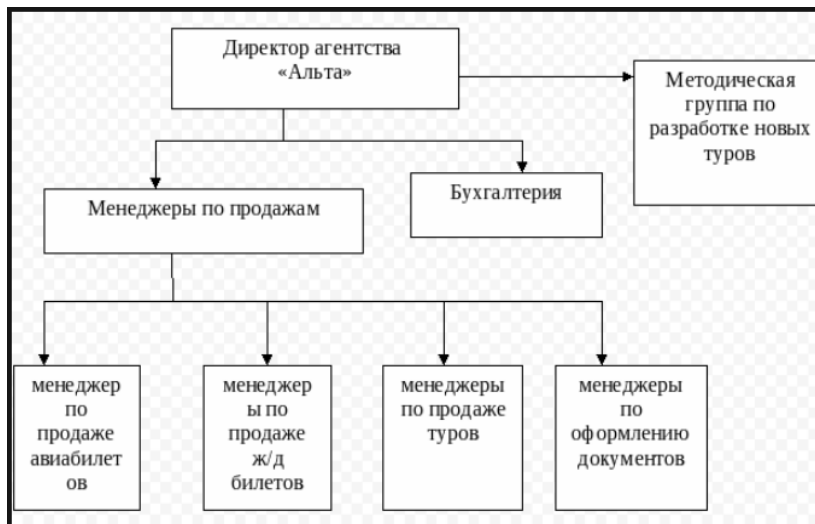 Директор агентства
«Альта»
Методическая
группа по
разработке новых
туров
Менеджеры по продажам
Бухгалтерия
менеджер
по
продаже
авиабилет
ов
менеджер
ы по
продаже
ж/д
билетов
менеджеры
по продаже
туров
менеджеры
по
оформлению
документов